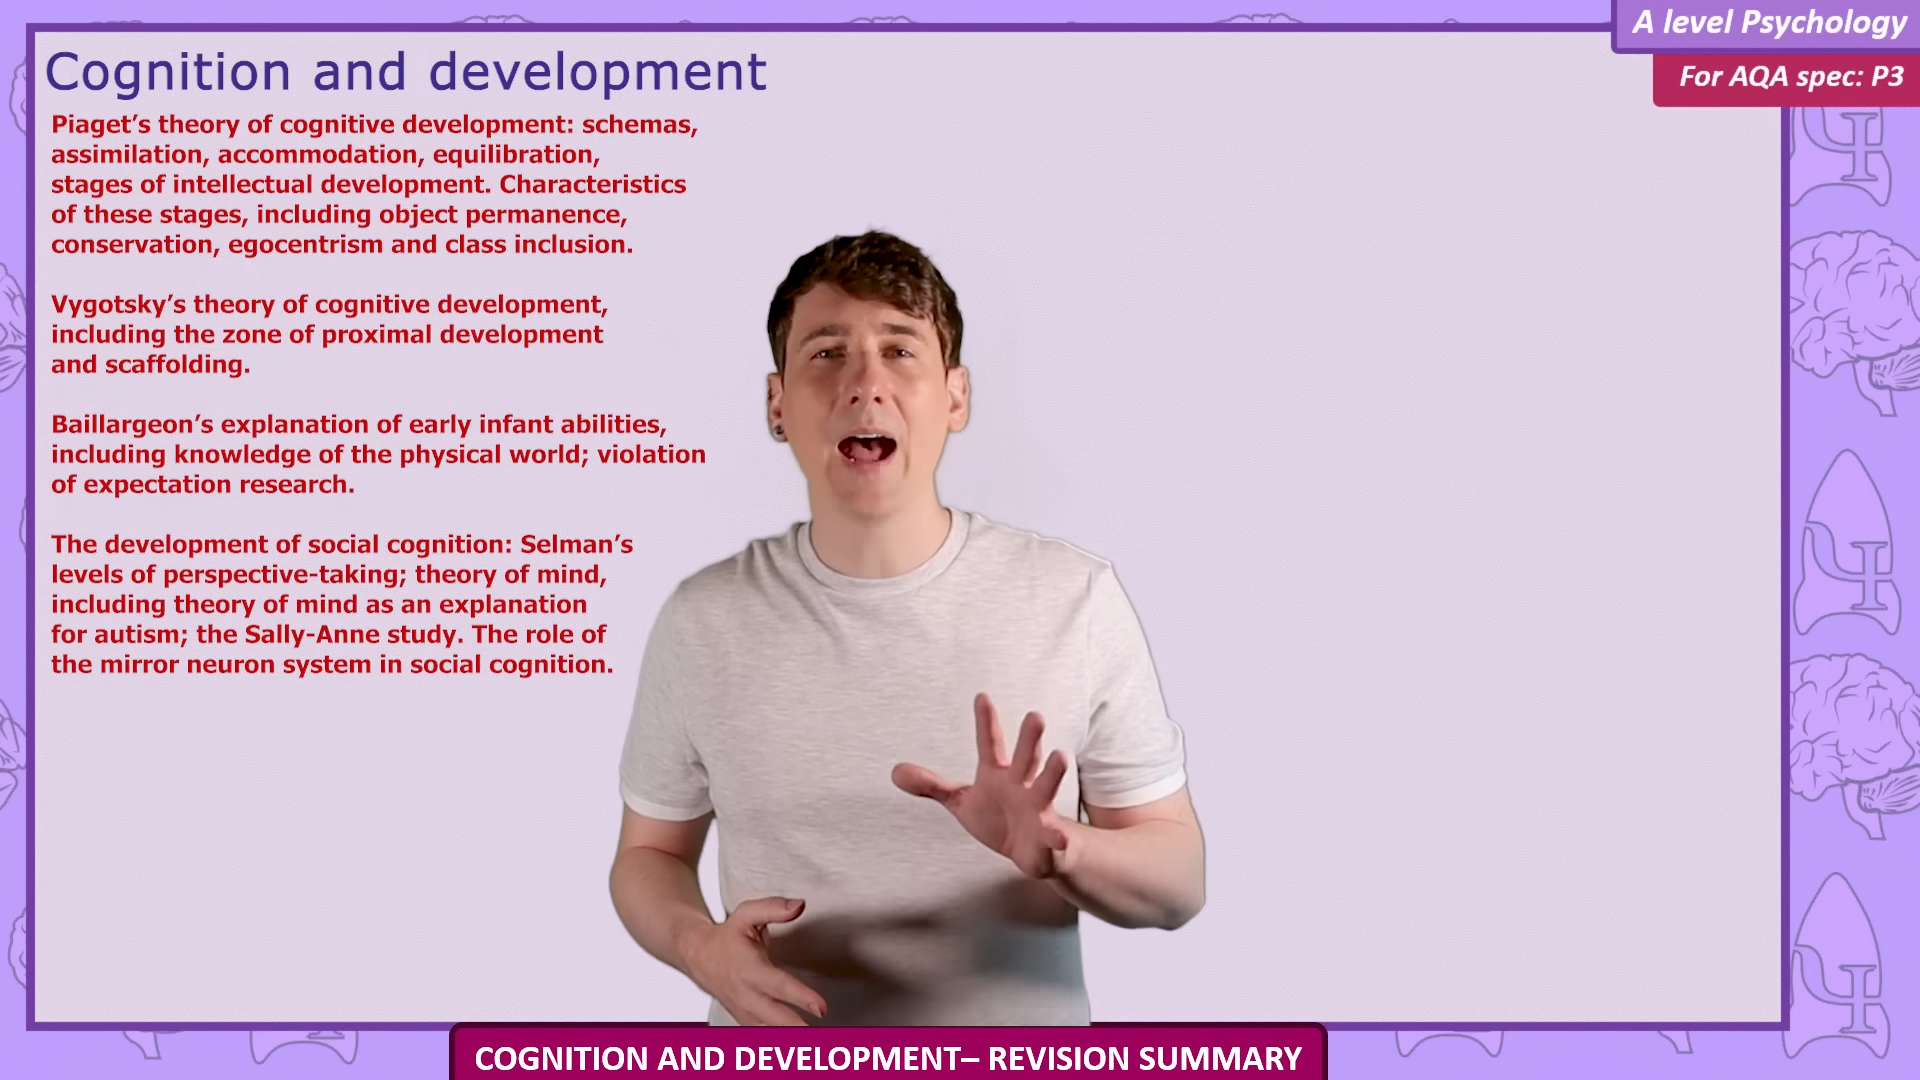 A level Psychology
For AQA spec: P3
Cognition and development
Piaget’s theory of cognitive development: schemas,
assimilation, accommodation, equilibration,
stages of intellectual development. Characteristics
of these stages, including object permanence,
conservation, egocentrism and class inclusion.
Vygotsky’s theory of cognitive development,
including the zone of proximal development
and scaffolding.
Baillargeon’s explanation of early infant abilities,
including knowledge of the physical world; violation
of expectation research.
The development of social cognition: Selman’s
levels of perspective-taking; theory of mind,
including theory of mind as an explanation
for autism; the Sally-Anne study. The role of
the mirror neuron system in social cognition.
COGNITION AND DEVELOPMENT– REVISION SUMMARY